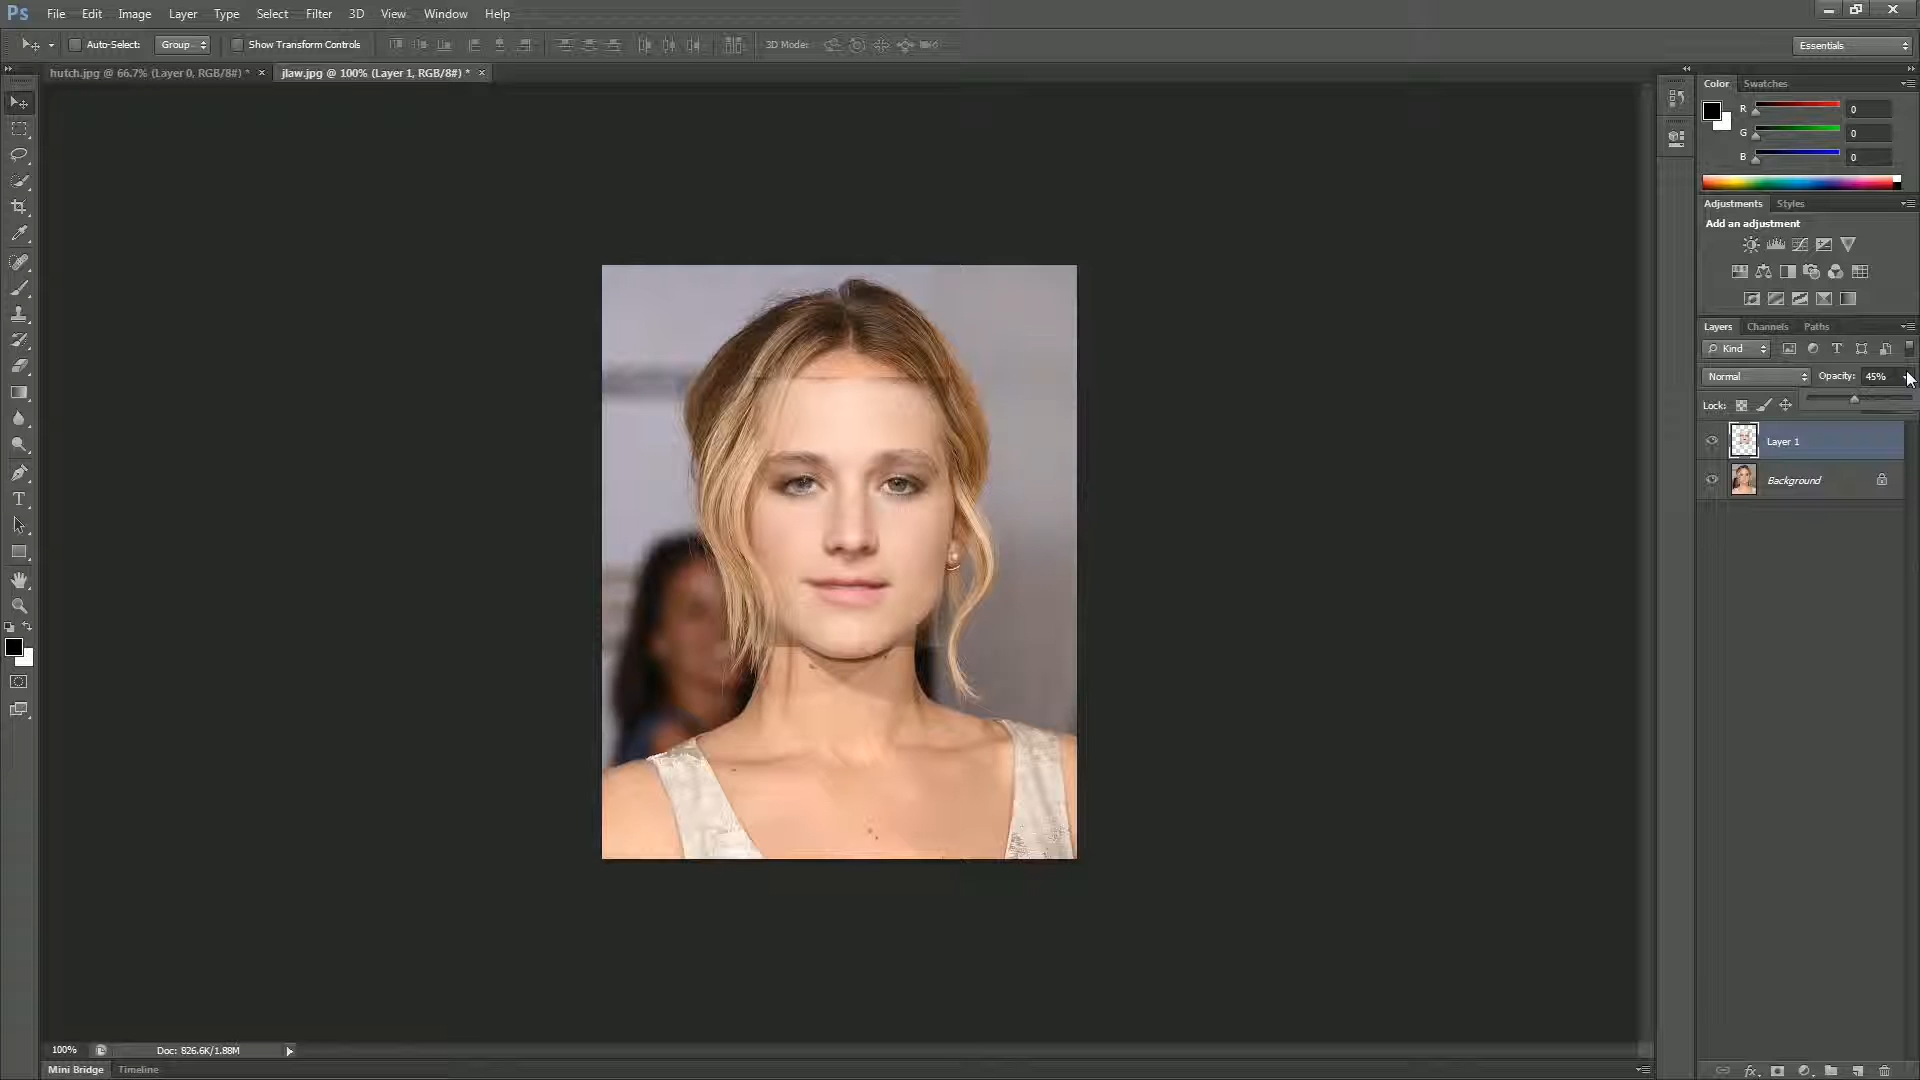 Ps File Edit Image Layer Type Select Filter 3D View Window Help
Auto-Select: Group Show Transform Controls 3D Mode: Essentials
hutch.jpg @ 66.7% (Layer 0, RGB/8#) * × jlaw.jpg @ 100% (Layer 1, RGB/8#) * ×
Color Swatches
R 0
G 0
B 0
Adjustments Styles
Add an adjustment
Layers Channels Paths
Kind
Normal Opacity: 45%
Lock:
Layer 1
Background
100% Doc: 826.6K/1.88M
Mini Bridge Timeline